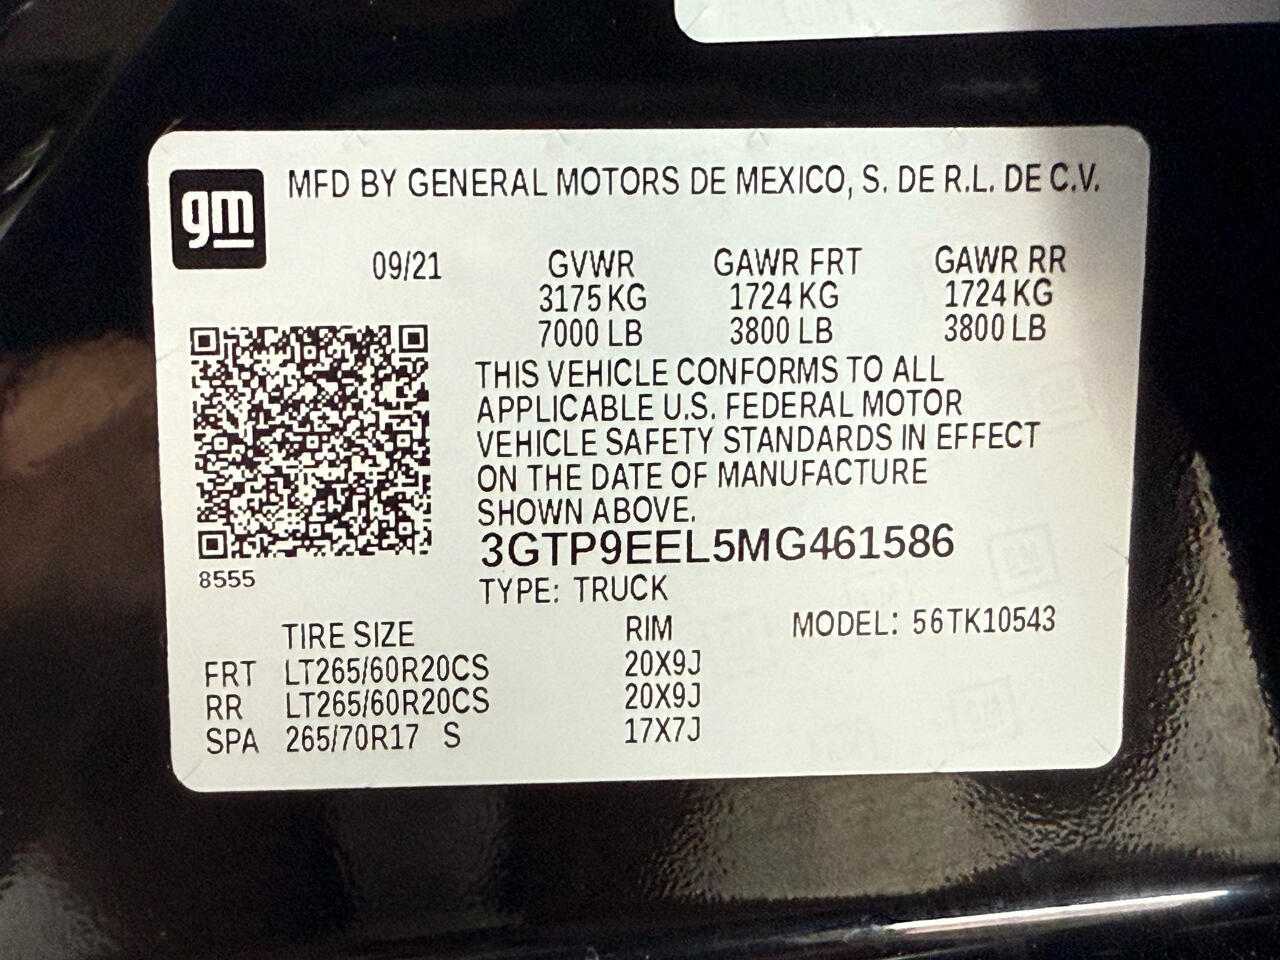 gm
MFD BY GENERAL MOTORS DE MEXICO, S. DE R.L. DE C.V.
09/21 GVWR GAWR FRT GAWR RR
3175 KG 1724 KG 1724 KG
7000 LB 3800 LB 3800 LB
THIS VEHICLE CONFORMS TO ALL
APPLICABLE U.S. FEDERAL MOTOR
VEHICLE SAFETY STANDARDS IN EFFECT
ON THE DATE OF MANUFACTURE
SHOWN ABOVE.
3GTP9EEL5MG461586
8555
TYPE: TRUCK
TIRE SIZE RIM MODEL: 56TK10543
FRT LT265/60R20CS 20X9J
RR LT265/60R20CS 20X9J
SPA 265/70R17 S 17X7J